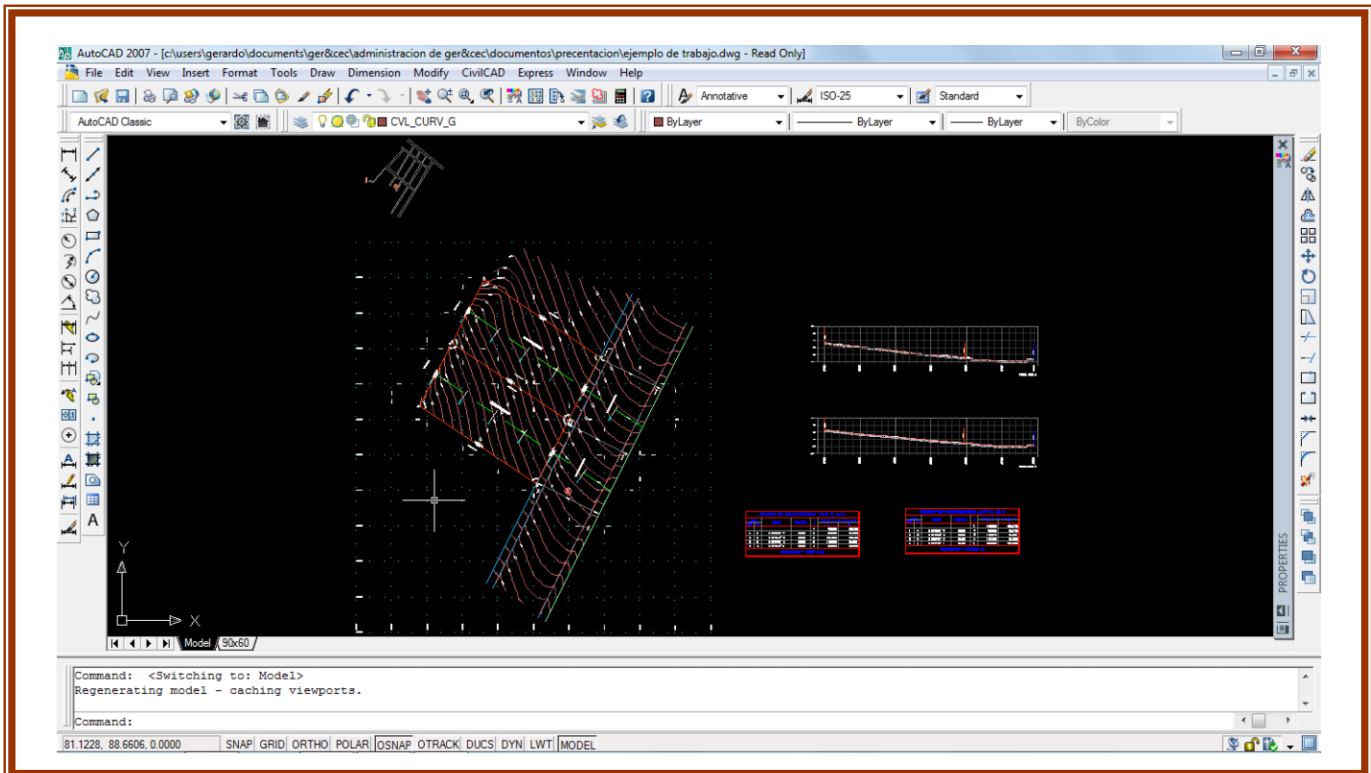 AutoCAD 2007 - [c:\users\gerardo\documents\ger&cec\administracion de ger&cec\documentos\precentacion\ejemplo de trabajo.dwg - Read Only]
File Edit View Insert Format Tools Draw Dimension Modify CivilCAD Express Window Help
Annotative ISO-25 Standard
AutoCAD Classic CVL_CURV_G ByLayer ByLayer ByLayer ByColor
PROPERTIES
Y
X
Model 90x60
Command: <Switching to: Model>
Regenerating model - caching viewports.
Command:
81.1228, 88.6606, 0.0000 SNAP GRID ORTHO POLAR OSNAP OTRACK DUCS DYN LWT MODEL